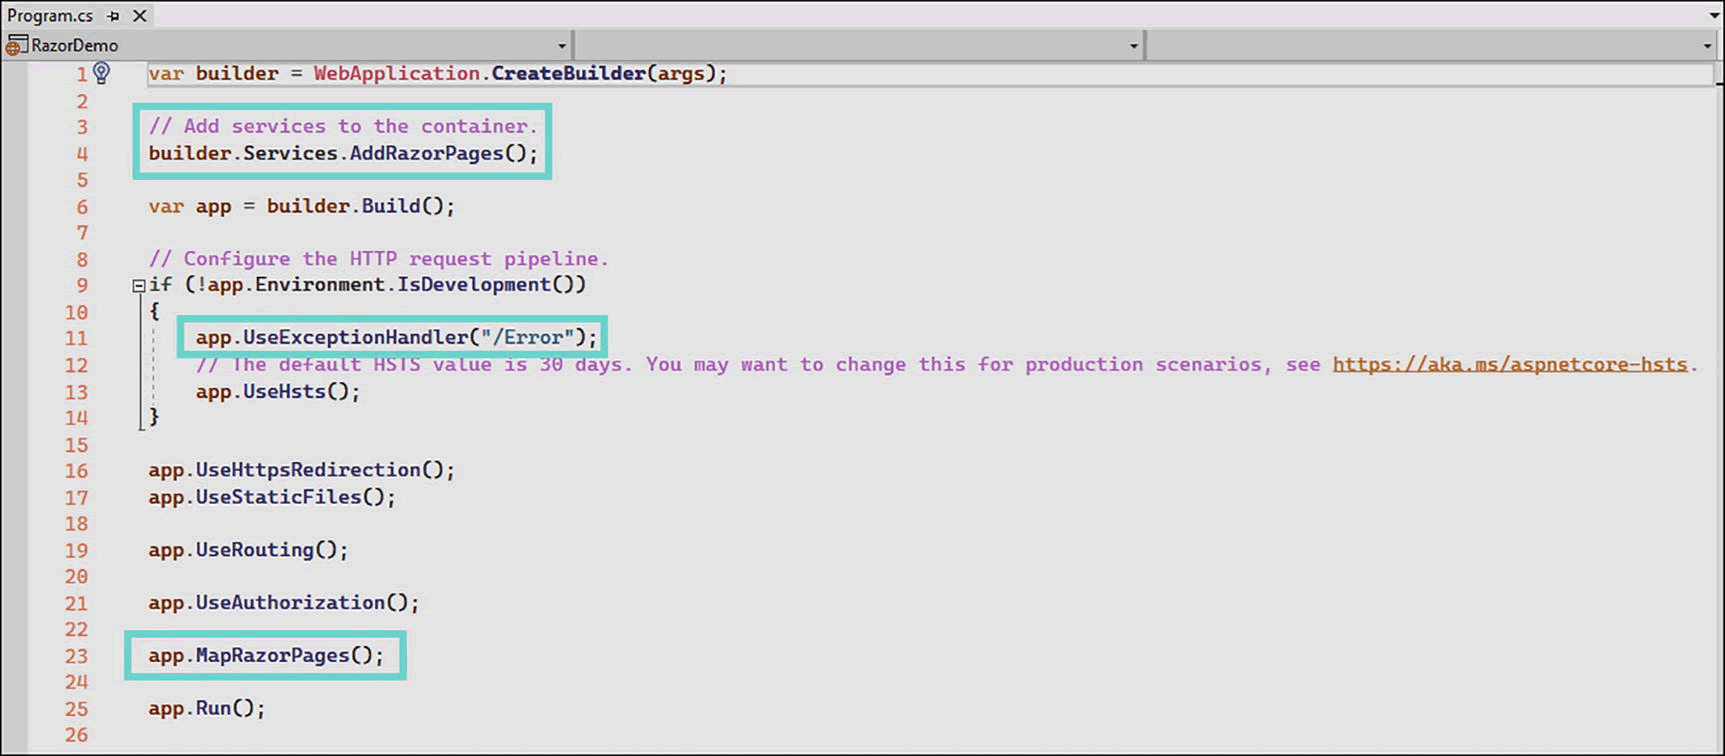 Program.cs
RazorDemo
1 var builder = WebApplication.CreateBuilder(args);
2
3 // Add services to the container.
4 builder.Services.AddRazorPages();
5
6 var app = builder.Build();
7
8 // Configure the HTTP request pipeline.
9 if (!app.Environment.IsDevelopment())
10 {
11 app.UseExceptionHandler("/Error");
12 // The default HSTS value is 30 days. You may want to change this for production scenarios, see https://aka.ms/aspnetcore-hsts.
13 app.UseHsts();
14 }
15
16 app.UseHttpsRedirection();
17 app.UseStaticFiles();
18
19 app.UseRouting();
20
21 app.UseAuthorization();
22
23 app.MapRazorPages();
24
25 app.Run();
26